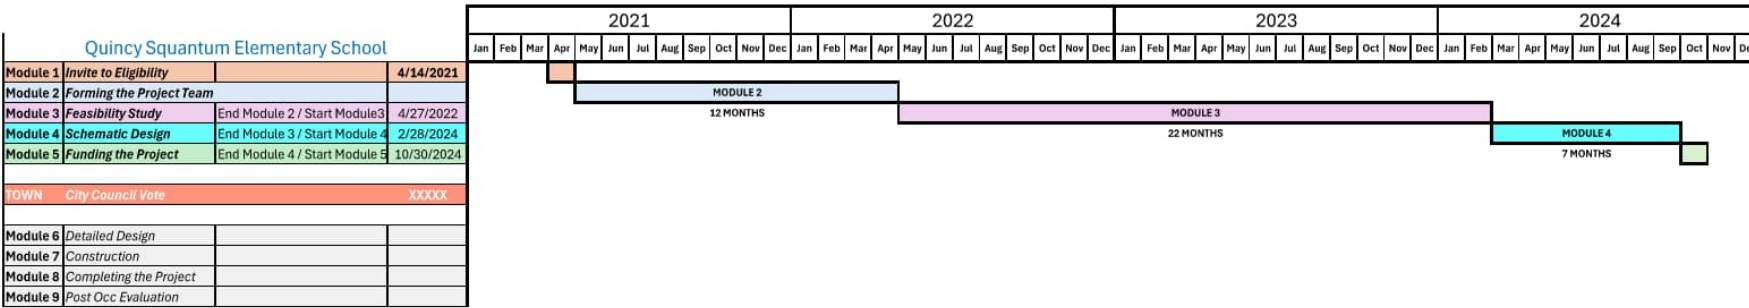 2021 2022 2023 2024
Quincy Squantum Elementary School Jan Feb Mar Apr May Jun Jul Aug Sep Oct Nov Dec Jan Feb Mar Apr May Jun Jul Aug Sep Oct Nov Dec Jan Feb Mar Apr May Jun Jul Aug Sep Oct Nov Dec Jan Feb Mar Apr May Jun Jul Aug Sep Oct Nov De
Module 1 Invite to Eligibility 4/14/2021
Module 2 Forming the Project Team MODULE 2
Module 3 Feasibility Study End Module 2 / Start Module3 4/27/2022 12 MONTHS MODULE 3
Module 4 Schematic Design End Module 3 / Start Module 4 2/28/2024 22 MONTHS MODULE 4
Module 5 Funding the Project End Module 4 / Start Module 5 10/30/2024 7 MONTHS
TOWN City Council Vote XXXXX
Module 6 Detailed Design
Module 7 Construction
Module 8 Completing the Project
Module 9 Post Occ Evaluation